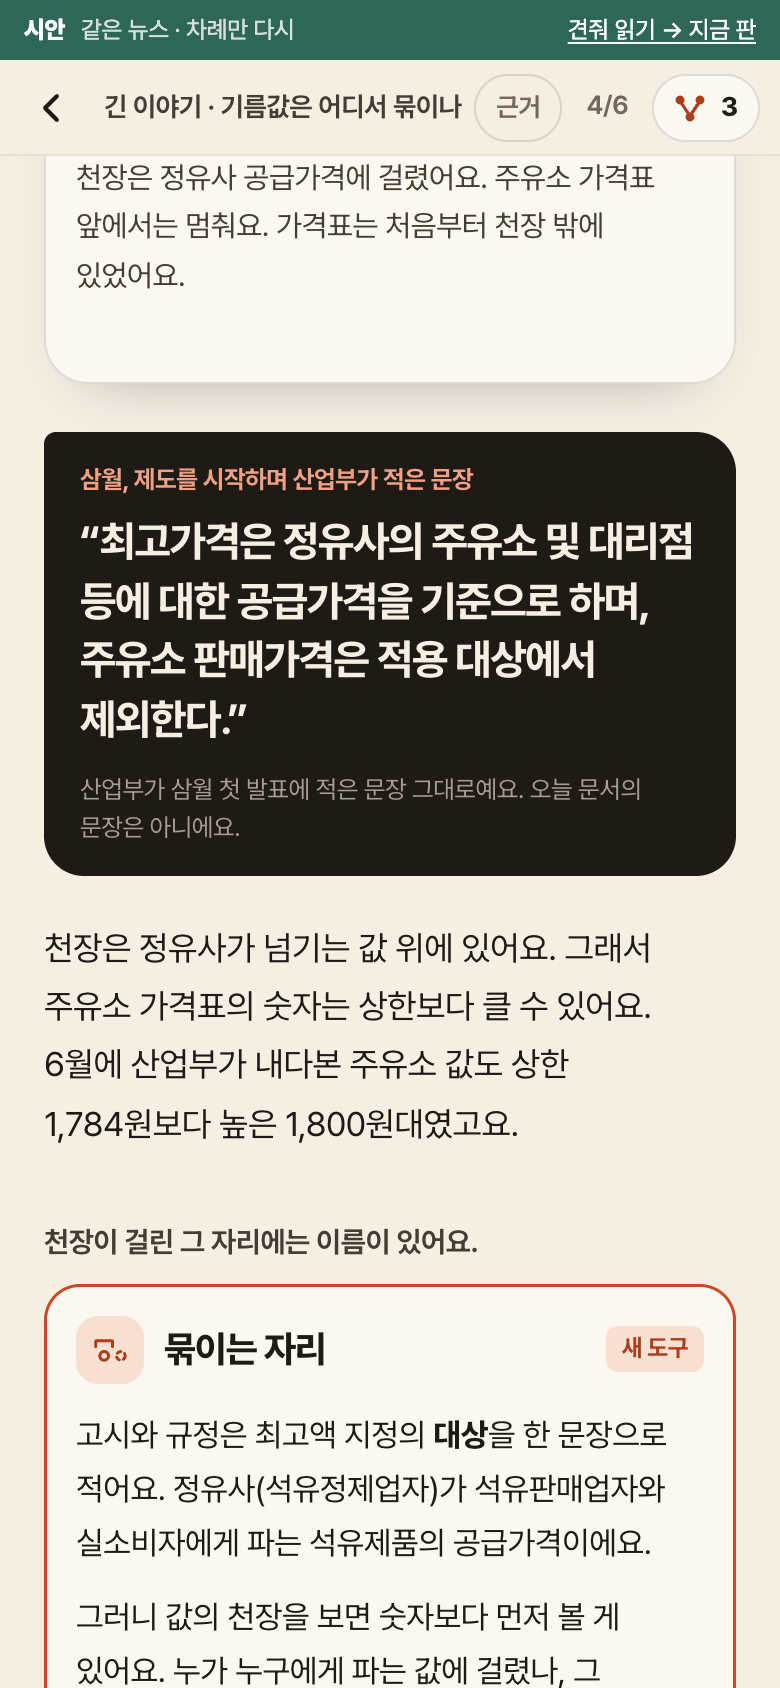 시안 같은 뉴스 · 차례만 다시 견줘 읽기 → 지금 판
긴 이야기 · 기름값은 어디서 묶이나 근거 4/6 3
천장은 정유사 공급가격에 걸렸어요. 주유소 가격표
앞에서는 멈춰요. 가격표는 처음부터 천장 밖에
있었어요.
삼월, 제도를 시작하며 산업부가 적은 문장
“최고가격은 정유사의 주유소 및 대리점
등에 대한 공급가격을 기준으로 하며,
주유소 판매가격은 적용 대상에서
제외한다.”
산업부가 삼월 첫 발표에 적은 문장 그대로예요. 오늘 문서의
문장은 아니에요.
천장은 정유사가 넘기는 값 위에 있어요. 그래서
주유소 가격표의 숫자는 상한보다 클 수 있어요.
6월에 산업부가 내다본 주유소 값도 상한
1,784원보다 높은 1,800원대였고요.
천장이 걸린 그 자리에는 이름이 있어요.
묶이는 자리 새 도구
고시와 규정은 최고액 지정의 대상을 한 문장으로
적어요. 정유사(석유정제업자)가 석유판매업자와
실소비자에게 파는 석유제품의 공급가격이에요.
그러니 값의 천장을 보면 숫자보다 먼저 볼 게
있어요. 누가 누구에게 파는 값에 걸렸나, 그